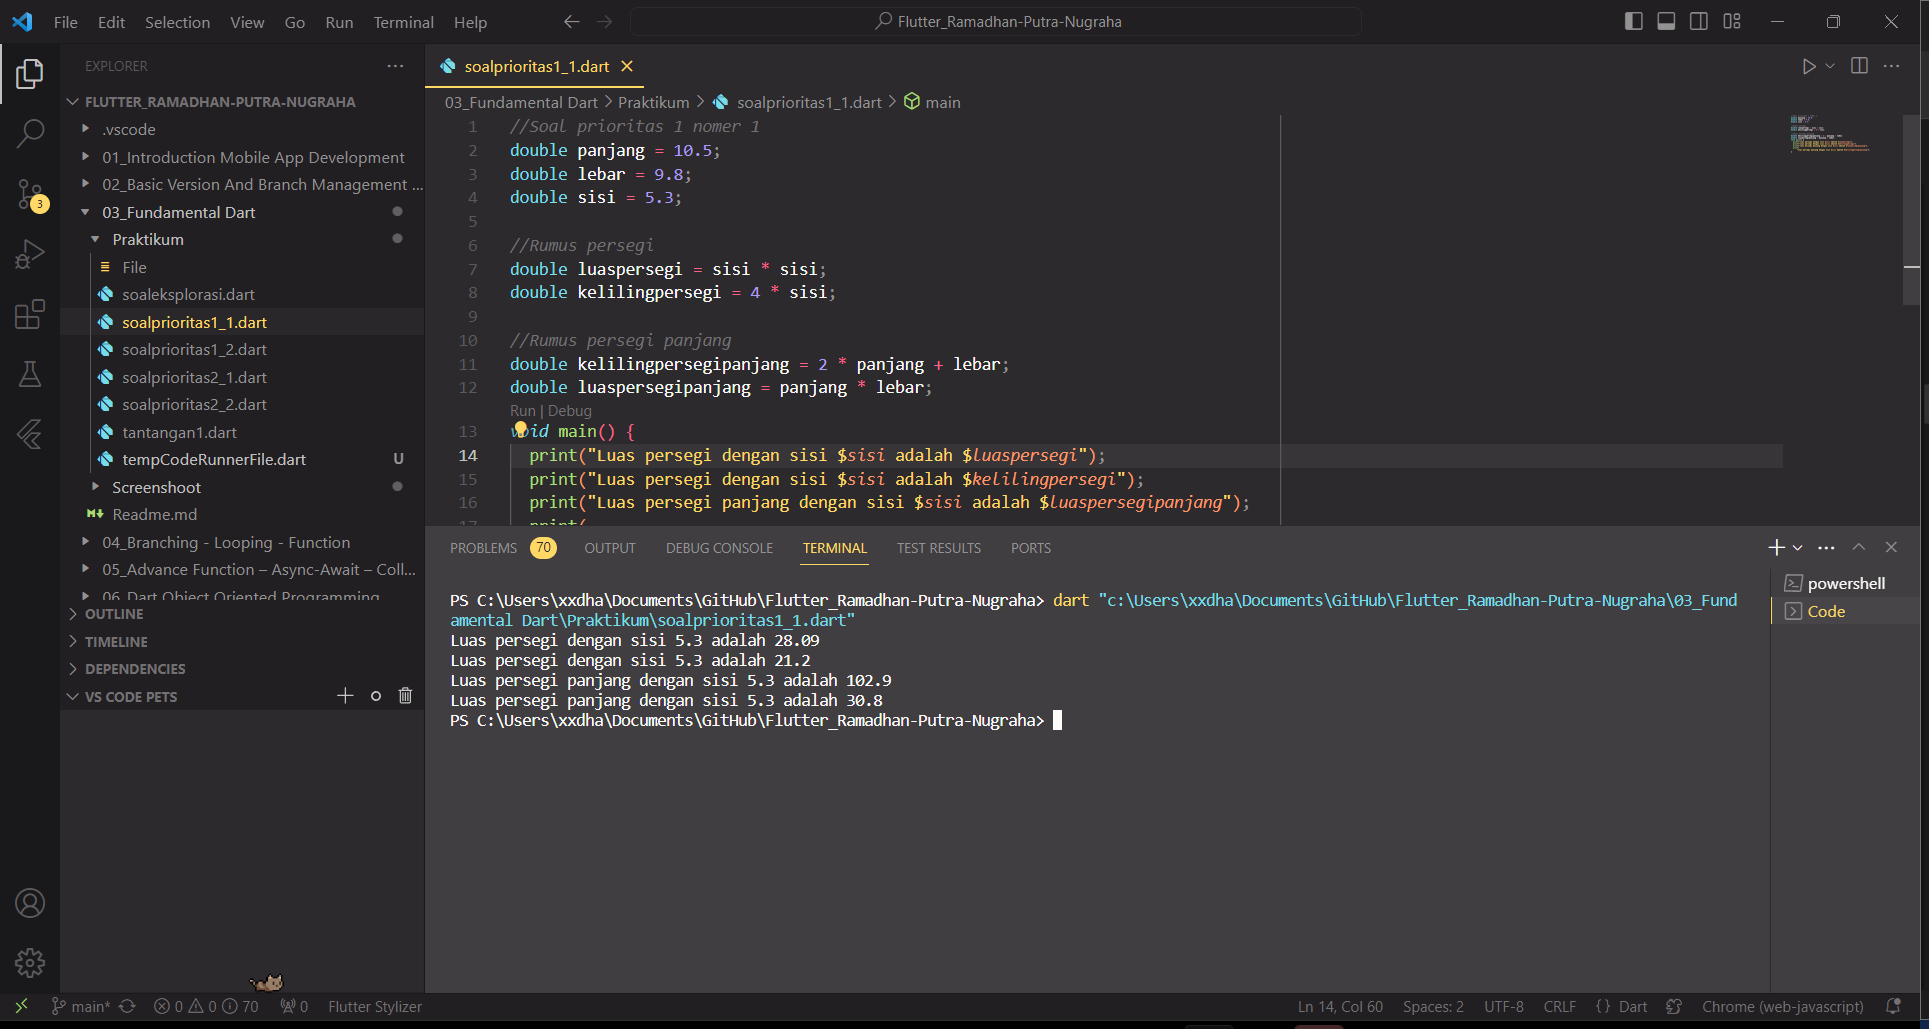 File Edit Selection View Go Run Terminal Help
Flutter_Ramadhan-Putra-Nugraha
EXPLORER
FLUTTER_RAMADHAN-PUTRA-NUGRAHA
.vscode
01_Introduction Mobile App Development
02_Basic Version And Branch Management ...
03_Fundamental Dart
Praktikum
File
soaleksplorasi.dart
soalprioritas1_1.dart
soalprioritas1_2.dart
soalprioritas2_1.dart
soalprioritas2_2.dart
tantangan1.dart
tempCodeRunnerFile.dart U
Screenshoot
Readme.md
04_Branching - Looping - Function
05_Advance Function – Async-Await – Coll...
06_Dart Object Oriented Programming
OUTLINE
TIMELINE
DEPENDENCIES
VS CODE PETS
3
soalprioritas1_1.dart
03_Fundamental Dart > Praktikum > soalprioritas1_1.dart > main
1 //Soal prioritas 1 nomer 1
2 double panjang = 10.5;
3 double lebar = 9.8;
4 double sisi = 5.3;
5
6 //Rumus persegi
7 double luaspersegi = sisi * sisi;
8 double kelilingpersegi = 4 * sisi;
9
10 //Rumus persegi panjang
11 double kelilingpersegipanjang = 2 * panjang + lebar;
12 double luaspersegipanjang = panjang * lebar;
Run | Debug
13 void main() {
14 print("Luas persegi dengan sisi $sisi adalah $luaspersegi");
15 print("Luas persegi dengan sisi $sisi adalah $kelilingpersegi");
16 print("Luas persegi panjang dengan sisi $sisi adalah $luaspersegipanjang");
17 print(
PROBLEMS 70 OUTPUT DEBUG CONSOLE TERMINAL TEST RESULTS PORTS
PS C:\Users\xxdha\Documents\GitHub\Flutter_Ramadhan-Putra-Nugraha> dart "c:\Users\xxdha\Documents\GitHub\Flutter_Ramadhan-Putra-Nugraha\03_Fund
amental Dart\Praktikum\soalprioritas1_1.dart"
Luas persegi dengan sisi 5.3 adalah 28.09
Luas persegi dengan sisi 5.3 adalah 21.2
Luas persegi panjang dengan sisi 5.3 adalah 102.9
Luas persegi panjang dengan sisi 5.3 adalah 30.8
PS C:\Users\xxdha\Documents\GitHub\Flutter_Ramadhan-Putra-Nugraha>
powershell
Code
main* 0 0 70 0 Flutter Stylizer
Ln 14, Col 60 Spaces: 2 UTF-8 CRLF {} Dart Chrome (web-javascript)